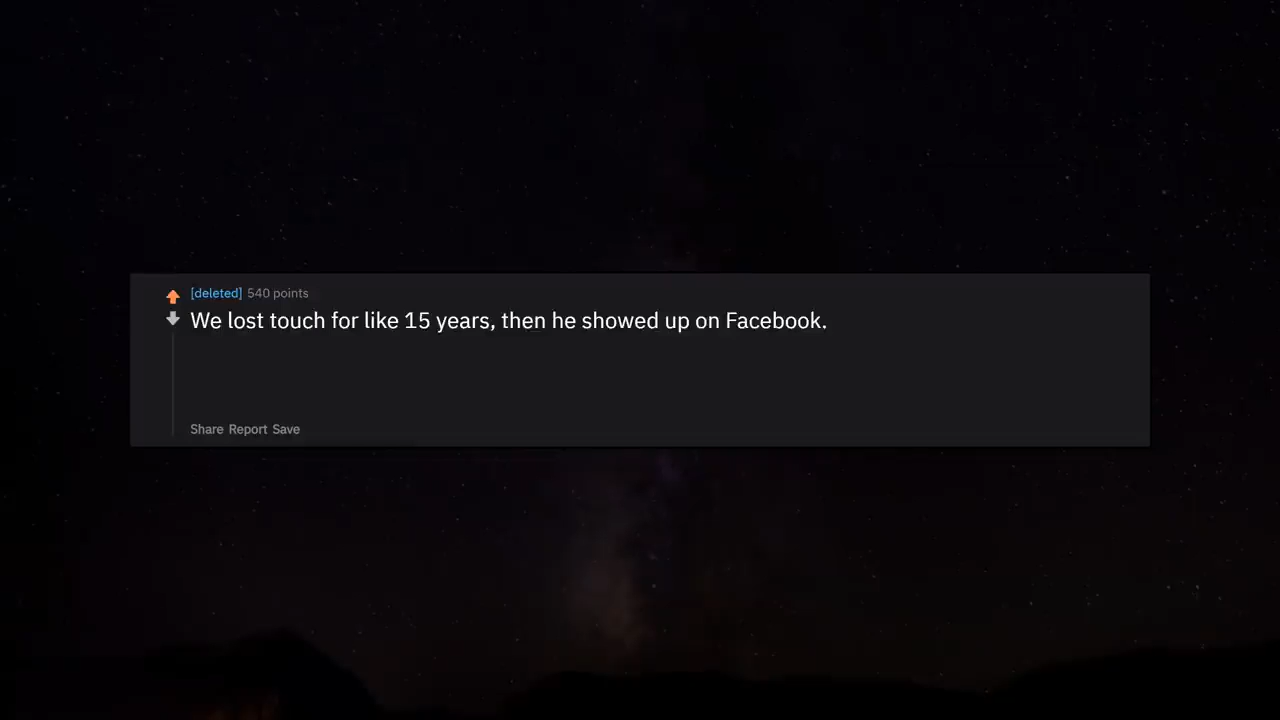 [deleted] 540 points
We lost touch for like 15 years, then he showed up on Facebook.
Share Report Save